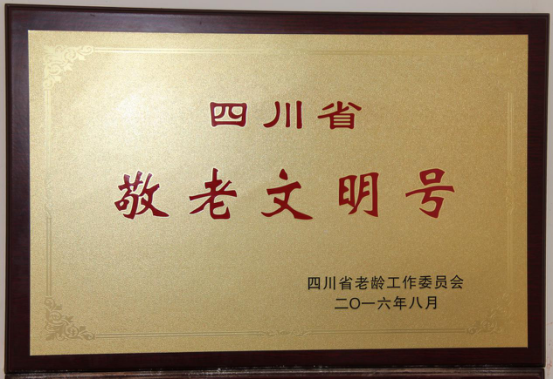 四川省
敬老文明号
四川省老龄工作委员会
二〇一六年八月